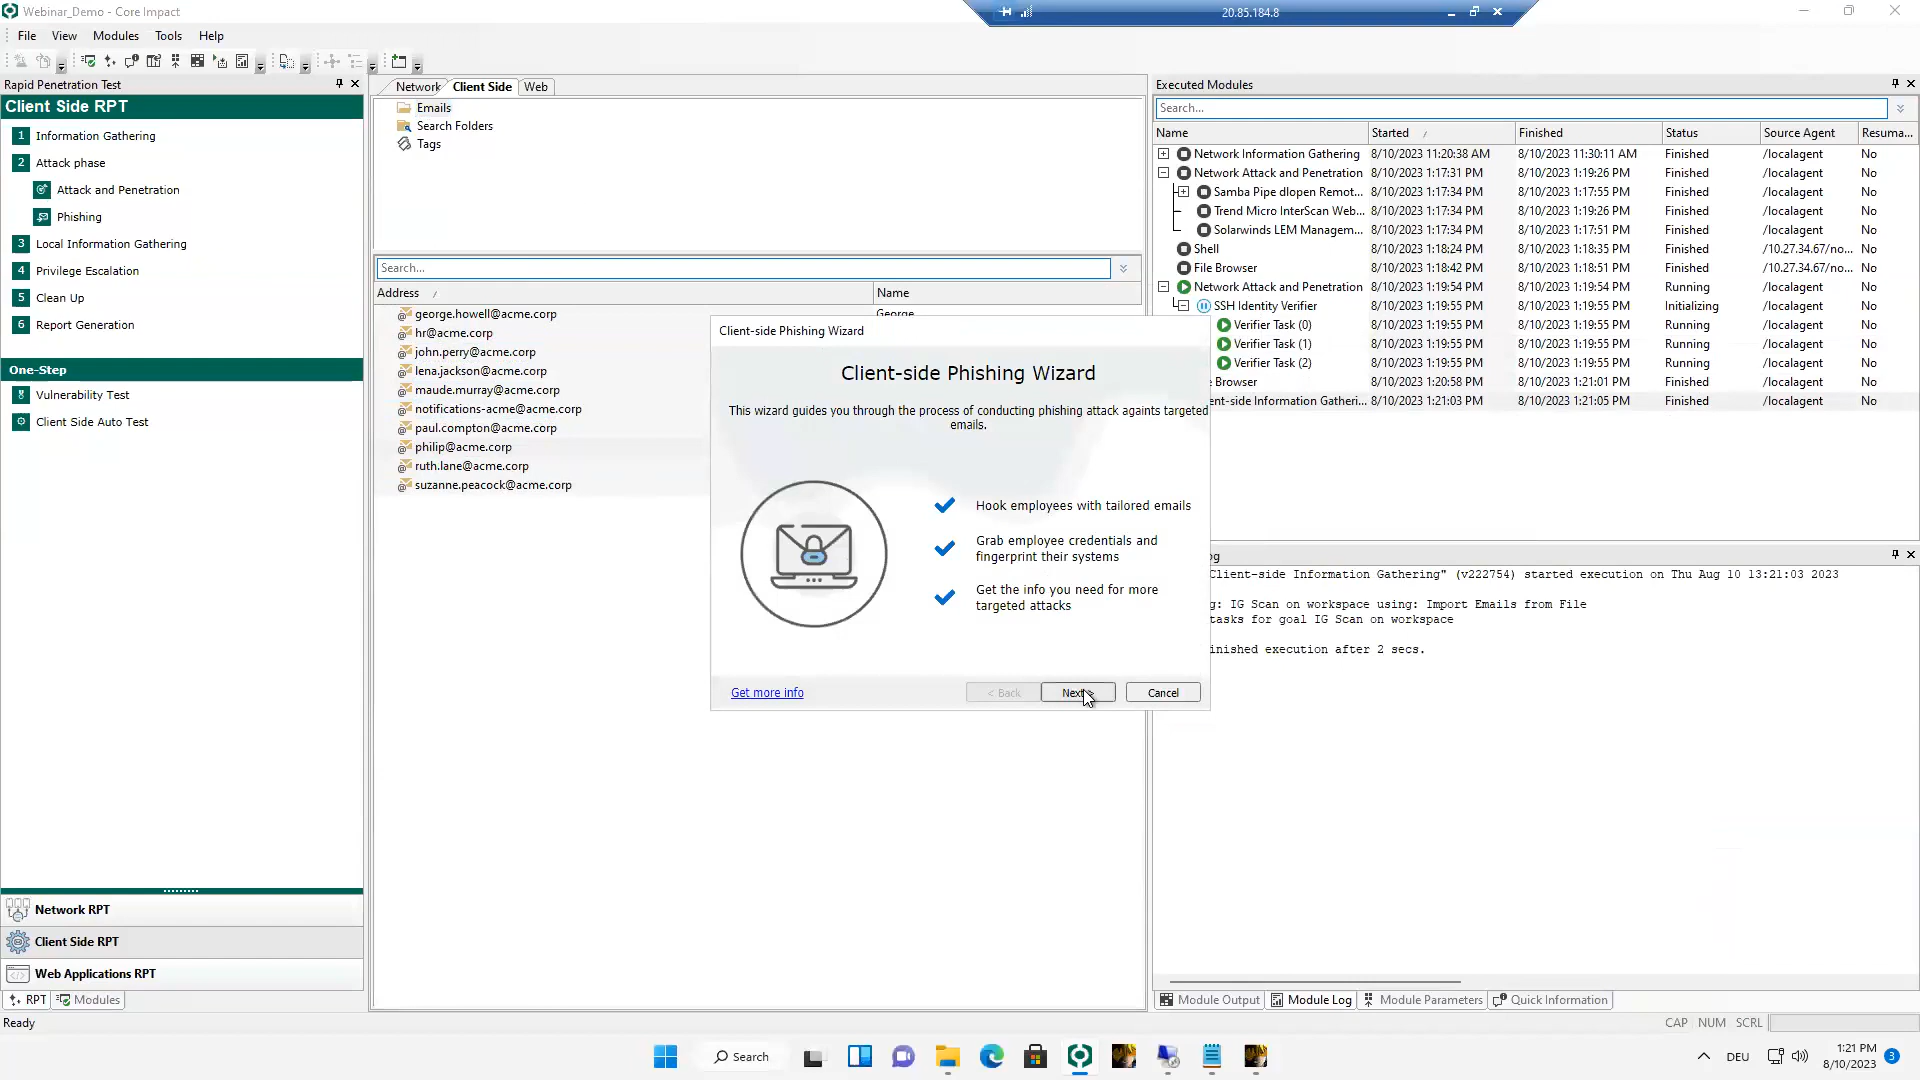 Webinar_Demo - Core Impact
20.85.184.8
File View Modules Tools Help
Rapid Penetration Test
Client Side RPT
1 Information Gathering
2 Attack phase
Attack and Penetration
Phishing
3 Local Information Gathering
4 Privilege Escalation
5 Clean Up
6 Report Generation
One-Step
Vulnerability Test
Client Side Auto Test
Network RPT
Client Side RPT
Web Applications RPT
RPT Modules
Ready
Network Client Side Web
Emails
Search Folders
Tags
Search...
Address Name
george.howell@acme.corp George
hr@acme.corp
john.perry@acme.corp
lena.jackson@acme.corp
maude.murray@acme.corp
notifications-acme@acme.corp
paul.compton@acme.corp
philip@acme.corp
ruth.lane@acme.corp
suzanne.peacock@acme.corp
Client-side Phishing Wizard
Client-side Phishing Wizard
This wizard guides you through the process of conducting phishing attack againts targeted
emails.
Hook employees with tailored emails
Grab employee credentials and
fingerprint their systems
Get the info you need for more
targeted attacks
Get more info
< Back Next > Cancel
Executed Modules
Search...
Name Started Finished Status Source Agent Resuma...
Network Information Gathering 8/10/2023 11:20:38 AM 8/10/2023 11:30:11 AM Finished /localagent No
Network Attack and Penetration 8/10/2023 1:17:31 PM 8/10/2023 1:19:26 PM Finished /localagent No
Samba Pipe dlopen Remot... 8/10/2023 1:17:34 PM 8/10/2023 1:17:55 PM Finished /localagent No
Trend Micro InterScan Web... 8/10/2023 1:17:34 PM 8/10/2023 1:19:26 PM Finished /localagent No
Solarwinds LEM Managem... 8/10/2023 1:17:34 PM 8/10/2023 1:17:51 PM Finished /localagent No
Shell 8/10/2023 1:18:24 PM 8/10/2023 1:18:35 PM Finished /10.27.34.67/no... No
File Browser 8/10/2023 1:18:42 PM 8/10/2023 1:18:51 PM Finished /10.27.34.67/no... No
Network Attack and Penetration 8/10/2023 1:19:54 PM 8/10/2023 1:19:54 PM Running /localagent No
SSH Identity Verifier 8/10/2023 1:19:55 PM 8/10/2023 1:19:55 PM Initializing /localagent No
Verifier Task (0) 8/10/2023 1:19:55 PM 8/10/2023 1:19:55 PM Running /localagent No
Verifier Task (1) 8/10/2023 1:19:55 PM 8/10/2023 1:19:55 PM Running /localagent No
Verifier Task (2) 8/10/2023 1:19:55 PM 8/10/2023 1:19:55 PM Running /localagent No
e Browser 8/10/2023 1:20:58 PM 8/10/2023 1:21:01 PM Finished /localagent No
ent-side Information Gatheri... 8/10/2023 1:21:03 PM 8/10/2023 1:21:05 PM Finished /localagent No
og
Client-side Information Gathering" (v222754) started execution on Thu Aug 10 13:21:03 2023
g: IG Scan on workspace using: Import Emails from File
tasks for goal IG Scan on workspace
inished execution after 2 secs.
Module Output Module Log Module Parameters Quick Information
CAP NUM SCRL
Search
DEU
1:21 PM
8/10/2023
3